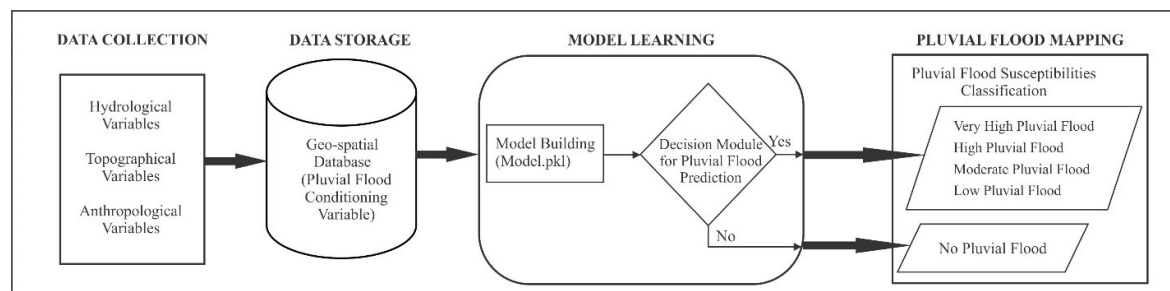 DATA COLLECTION
Hydrological
Variables
Topographical
Variables
Anthropological
Variables
DATA STORAGE
Geo-spatial
Database
(Pluvial Flood
Conditioning
Variable)
MODEL LEARNING
Model Building
(Model.pkl)
Decision Module
for Pluvial Flood
Prediction
Yes
No
PLUVIAL FLOOD MAPPING
Pluvial Flood Susceptibilities
Classification
Very High Pluvial Flood
High Pluvial Flood
Moderate Pluvial Flood
Low Pluvial Flood
No Pluvial Flood